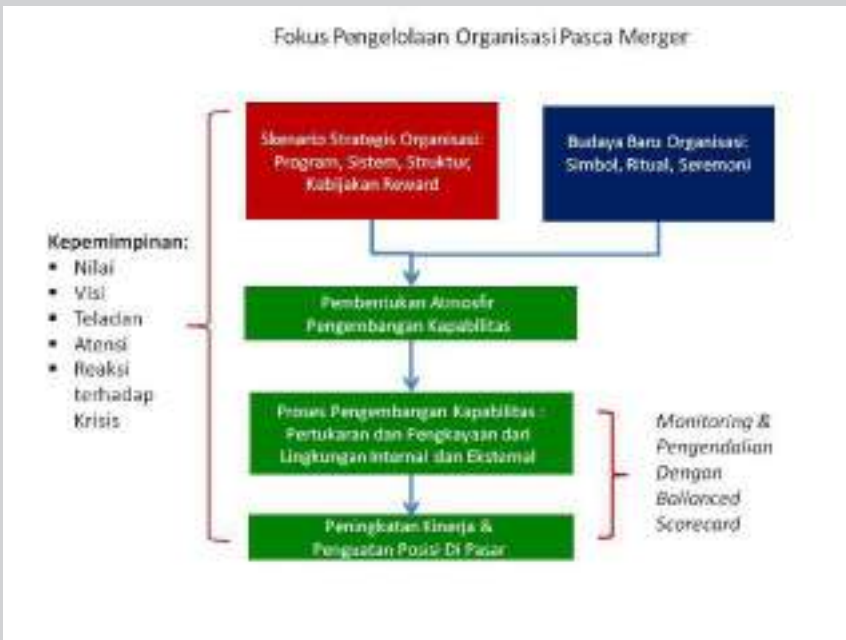 Fokus Pengelolaan Organisasi Pasca Merger
Skenario Strategis Organisasi:
Program, Sistem, Struktur,
Kebijakan Reward
Budaya Baru Organisasi:
Simbol, Ritual, Seremoni
Kepemimpinan:
▪ Nilai
▪ Visi
▪ Teladan
▪ Atensi
▪ Reaksi
terhadap
Krisis
Pembentukan Atmosfir
Pengembangan Kapabilitas
Proses Pengembangan Kapabilitas :
Pertukaran dan Pengkayaan dari
Lingkungan Internal dan Eksternal
Monitoring &
Pengendalian
Dengan
Ballanced
Scorecard
Peningkatan Kinerja &
Penguatan Posisi Di Pasar